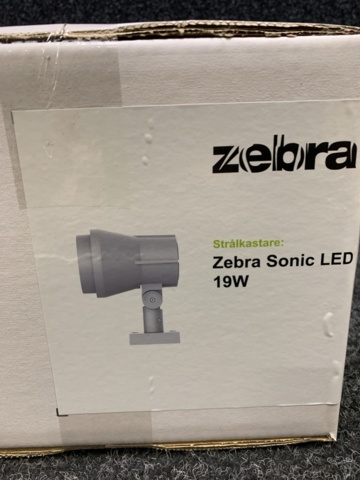 zebra
Strålkastare:
Zebra Sonic LED
19W